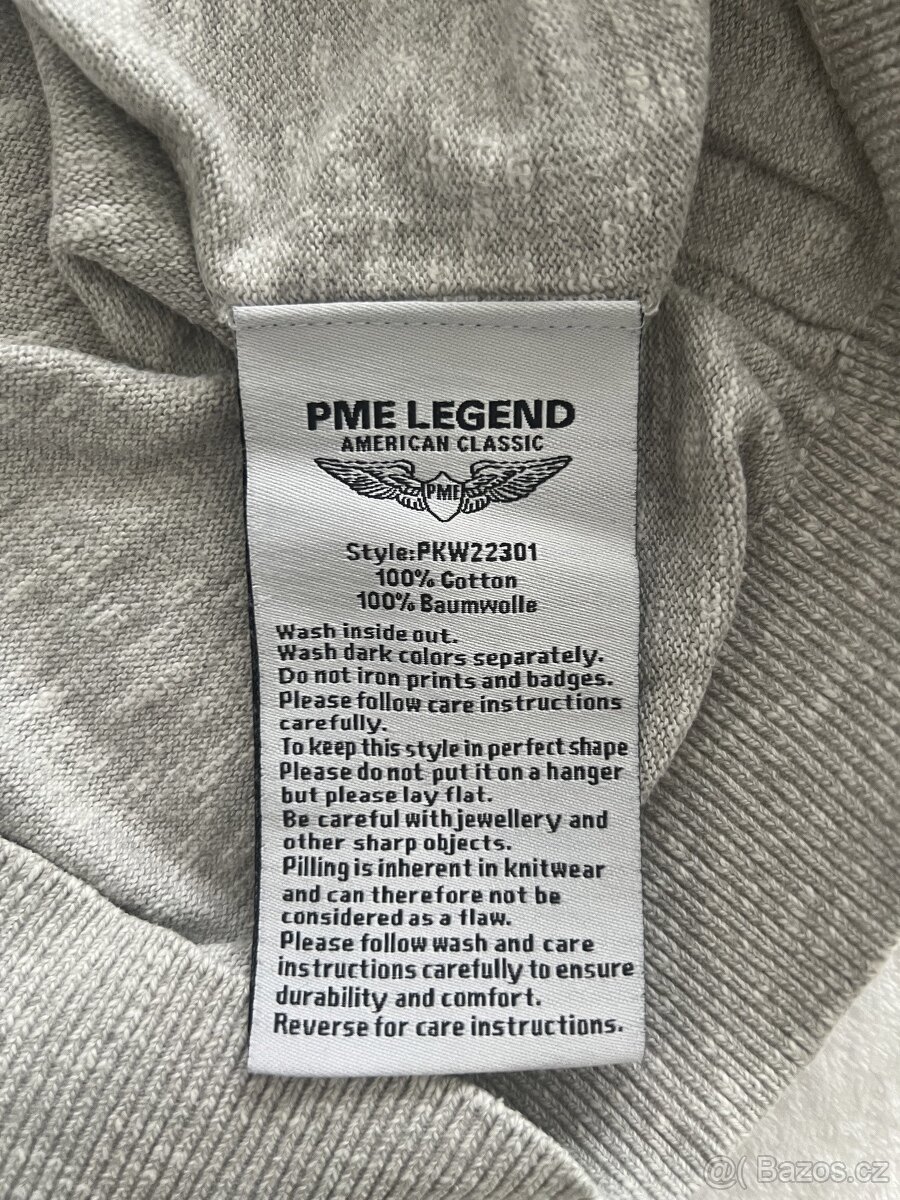 PME LEGEND
AMERICAN CLASSIC
PME
Style:PKW22301
100% Cotton
100% Baumwolle
Wash inside out.
Wash dark colors separately.
Do not iron prints and badges.
Please follow care instructions
carefully.
To keep this style in perfect shape
Please do not put it on a hanger
but please lay flat.
Be careful with jewellery and
other sharp objects.
Pilling is inherent in knitwear
and can therefore not be
considered as a flaw.
Please follow wash and care
instructions carefully to ensure
durability and comfort.
Reverse for care instructions.
@( Bazos.cz